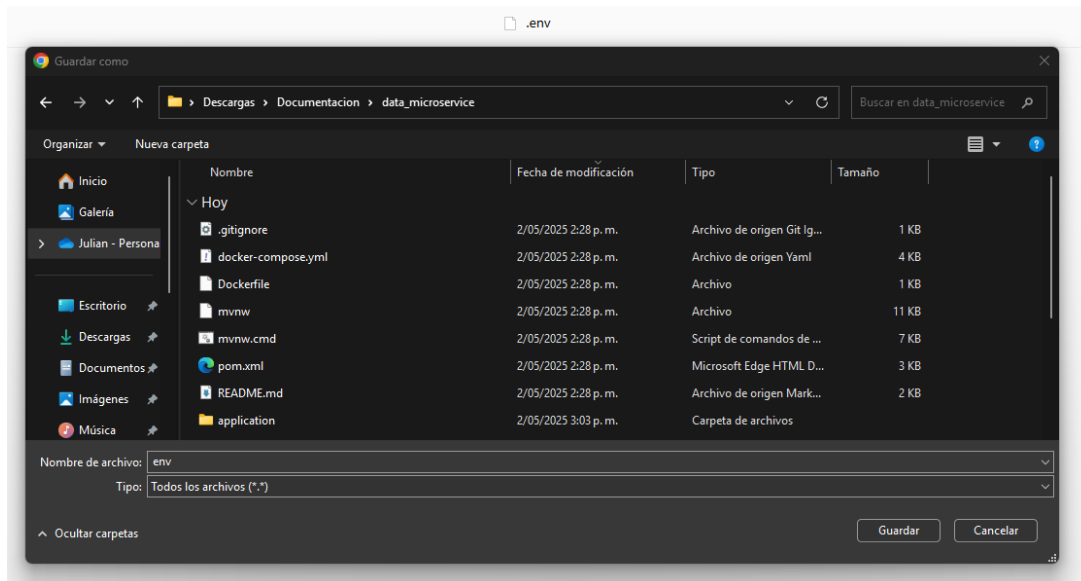 .env
Guardar como
Descargas > Documentacion > data_microservice
Buscar en data_microservice
Organizar
Nueva carpeta
Inicio
Galería
Julian - Persona
Escritorio
Descargas
Documentos
Imágenes
Música
Nombre Fecha de modificación Tipo Tamaño
Hoy
.gitignore 2/05/2025 2:28 p. m. Archivo de origen Git Ig... 1 KB
docker-compose.yml 2/05/2025 2:28 p. m. Archivo de origen Yaml 4 KB
Dockerfile 2/05/2025 2:28 p. m. Archivo 1 KB
mvnw 2/05/2025 2:28 p. m. Archivo 11 KB
mvnw.cmd 2/05/2025 2:28 p. m. Script de comandos de ... 7 KB
pom.xml 2/05/2025 2:28 p. m. Microsoft Edge HTML D... 3 KB
README.md 2/05/2025 2:28 p. m. Archivo de origen Mark... 2 KB
application 2/05/2025 3:03 p. m. Carpeta de archivos
Nombre de archivo: env
Tipo: Todos los archivos (*.*)
Ocultar carpetas
Guardar
Cancelar